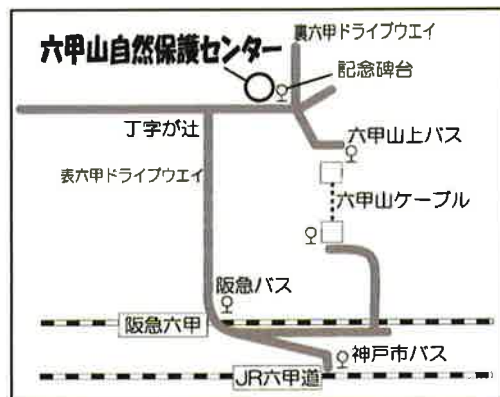 裏六甲ドライブウエイ
六甲山自然保護センター
記念碑台
丁字が辻
六甲山上バス
表六甲ドライブウエイ
六甲山ケーブル
阪急バス
阪急六甲
神戸市バス
JR六甲道